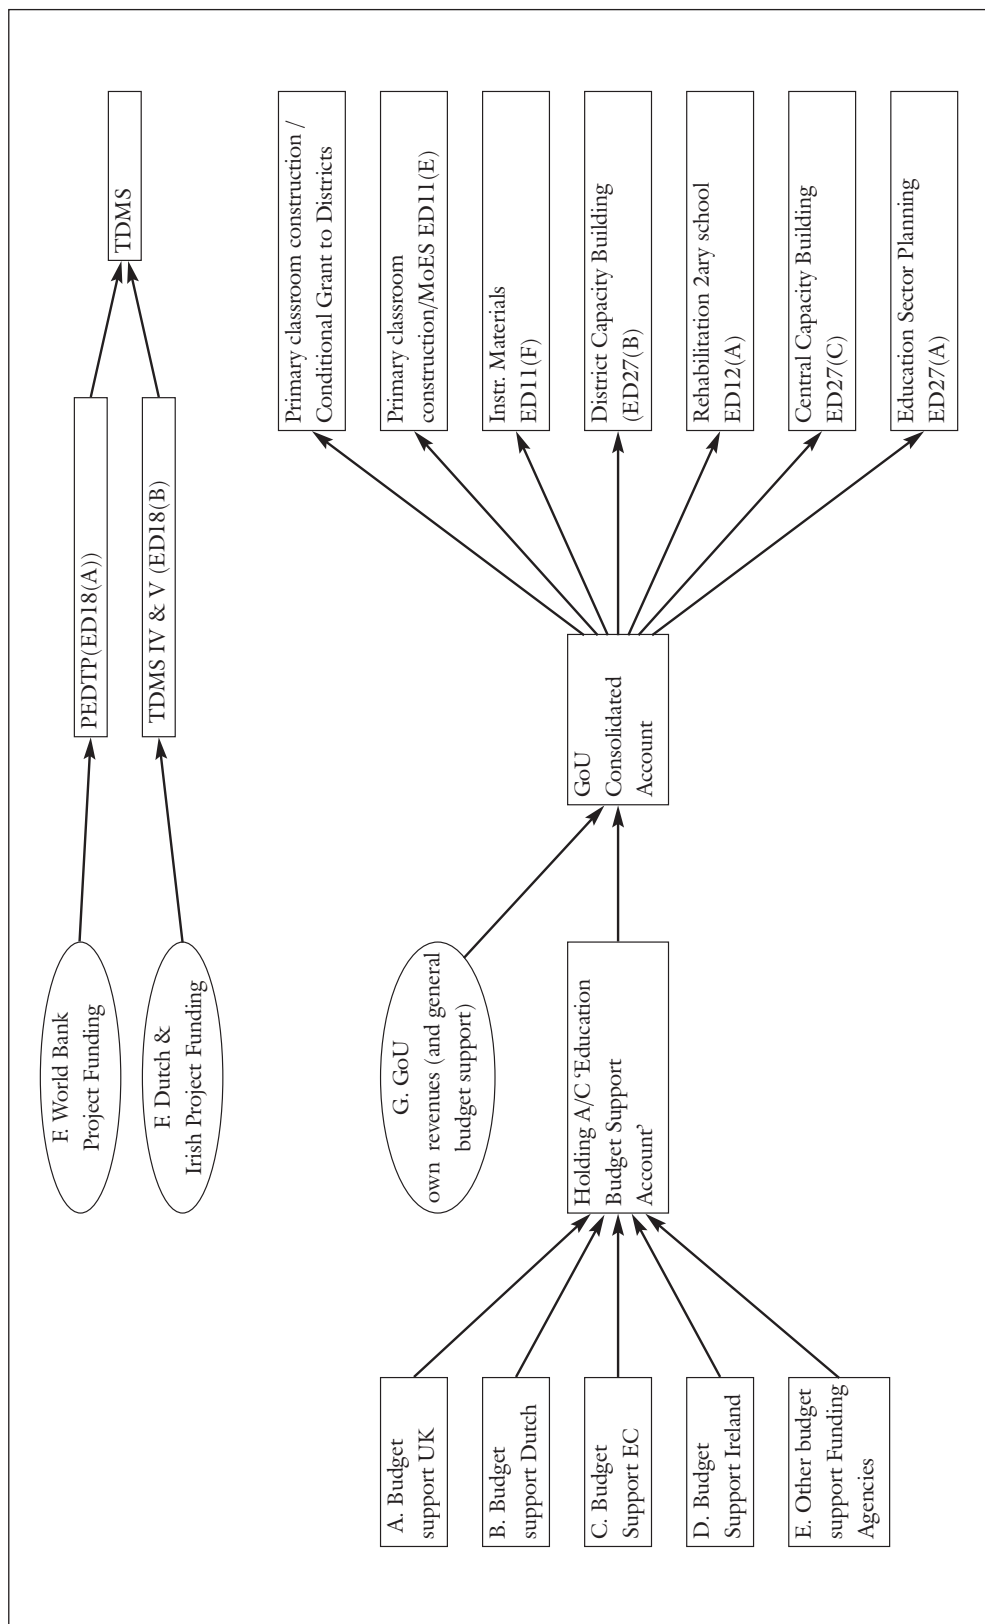 F. World Bank
Project Funding
F. Dutch &
Irish Project Funding
PEDTP(ED18(A))
TDMS IV & V (ED18(B)
TDMS
A. Budget
support UK
B. Budget
support Dutch
C. Budget
Support EC
D. Budget
Support Ireland
E. Other budget
support Funding
Agencies
G. GoU
own revenues (and general
budget support)
Holding A/C ‘Education
Budget Support
Account’
GoU
Consolidated
Account
Primary classroom construction /
Conditional Grant to Districts
Primary classroom
construction/MoES ED11(E)
Instr. Materials
ED11(F)
District Capacity Building
(ED27(B)
Rehabilitation 2ary school
ED12(A)
Central Capacity Building
ED27(C)
Education Sector Planning
ED27(A)